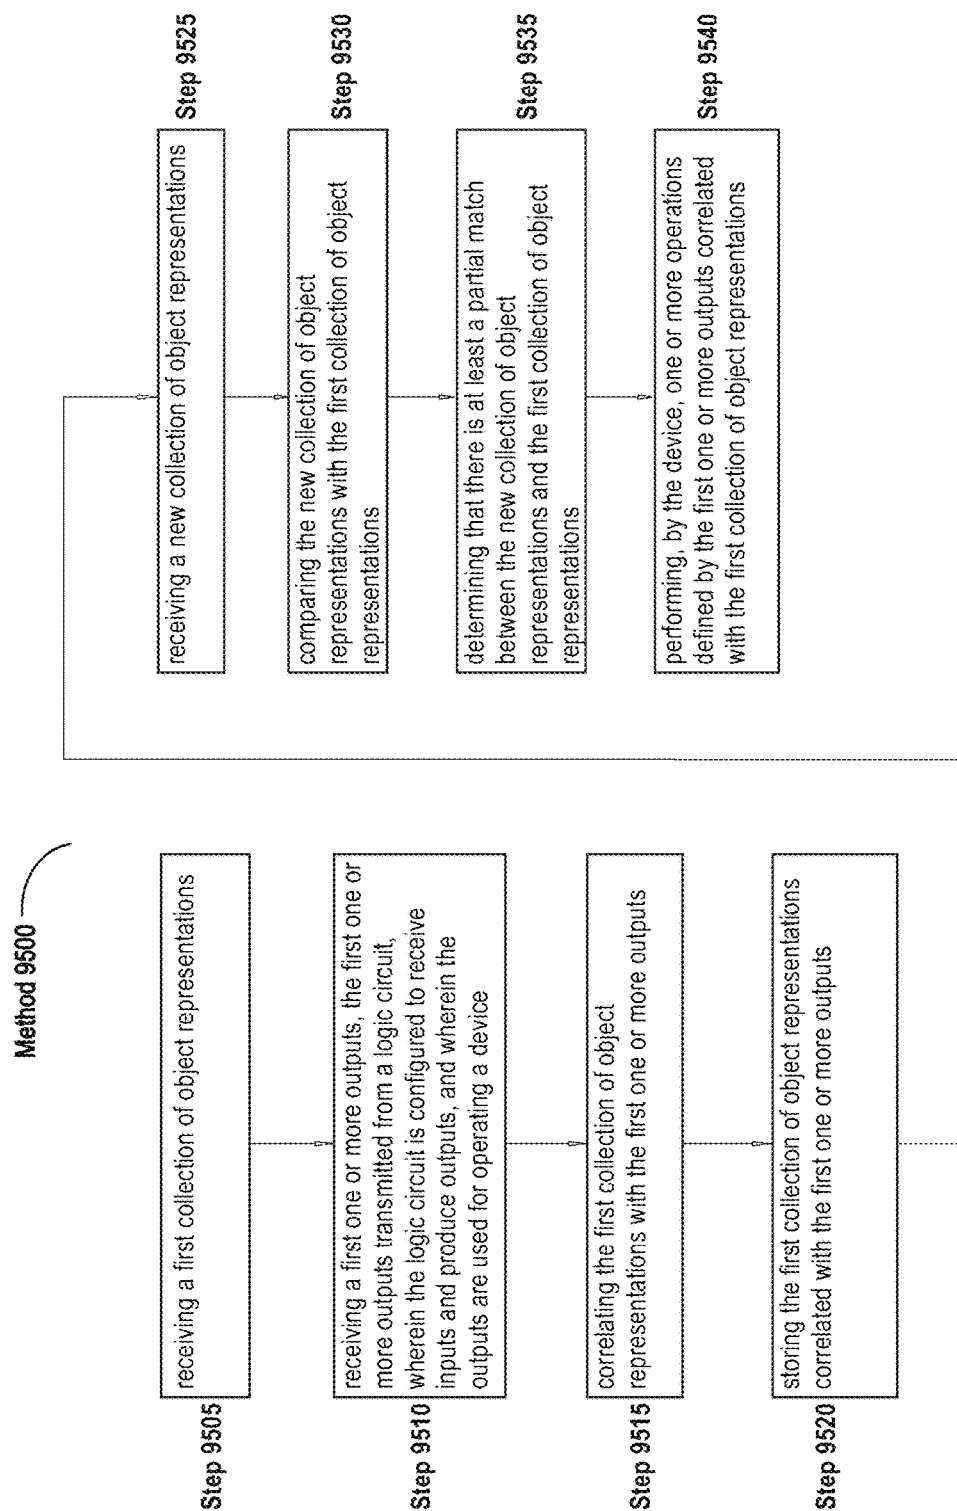 Method 9500
Step 9505
receiving a first collection of object representations
Step 9510
receiving a first one or more outputs, the first one or
more outputs transmitted from a logic circuit,
wherein the logic circuit is configured to receive
inputs and produce outputs, and wherein the
outputs are used for operating a device
Step 9515
correlating the first collection of object
representations with the first one or more outputs
Step 9520
storing the first collection of object representations
correlated with the first one or more outputs
receiving a new collection of object representations
Step 9525
comparing the new collection of object
representations with the first collection of object
representations
Step 9530
determining that there is at least a partial match
between the new collection of object
representations and the first collection of object
representations
Step 9535
performing, by the device, one or more operations
defined by the first one or more outputs correlated
with the first collection of object representations
Step 9540